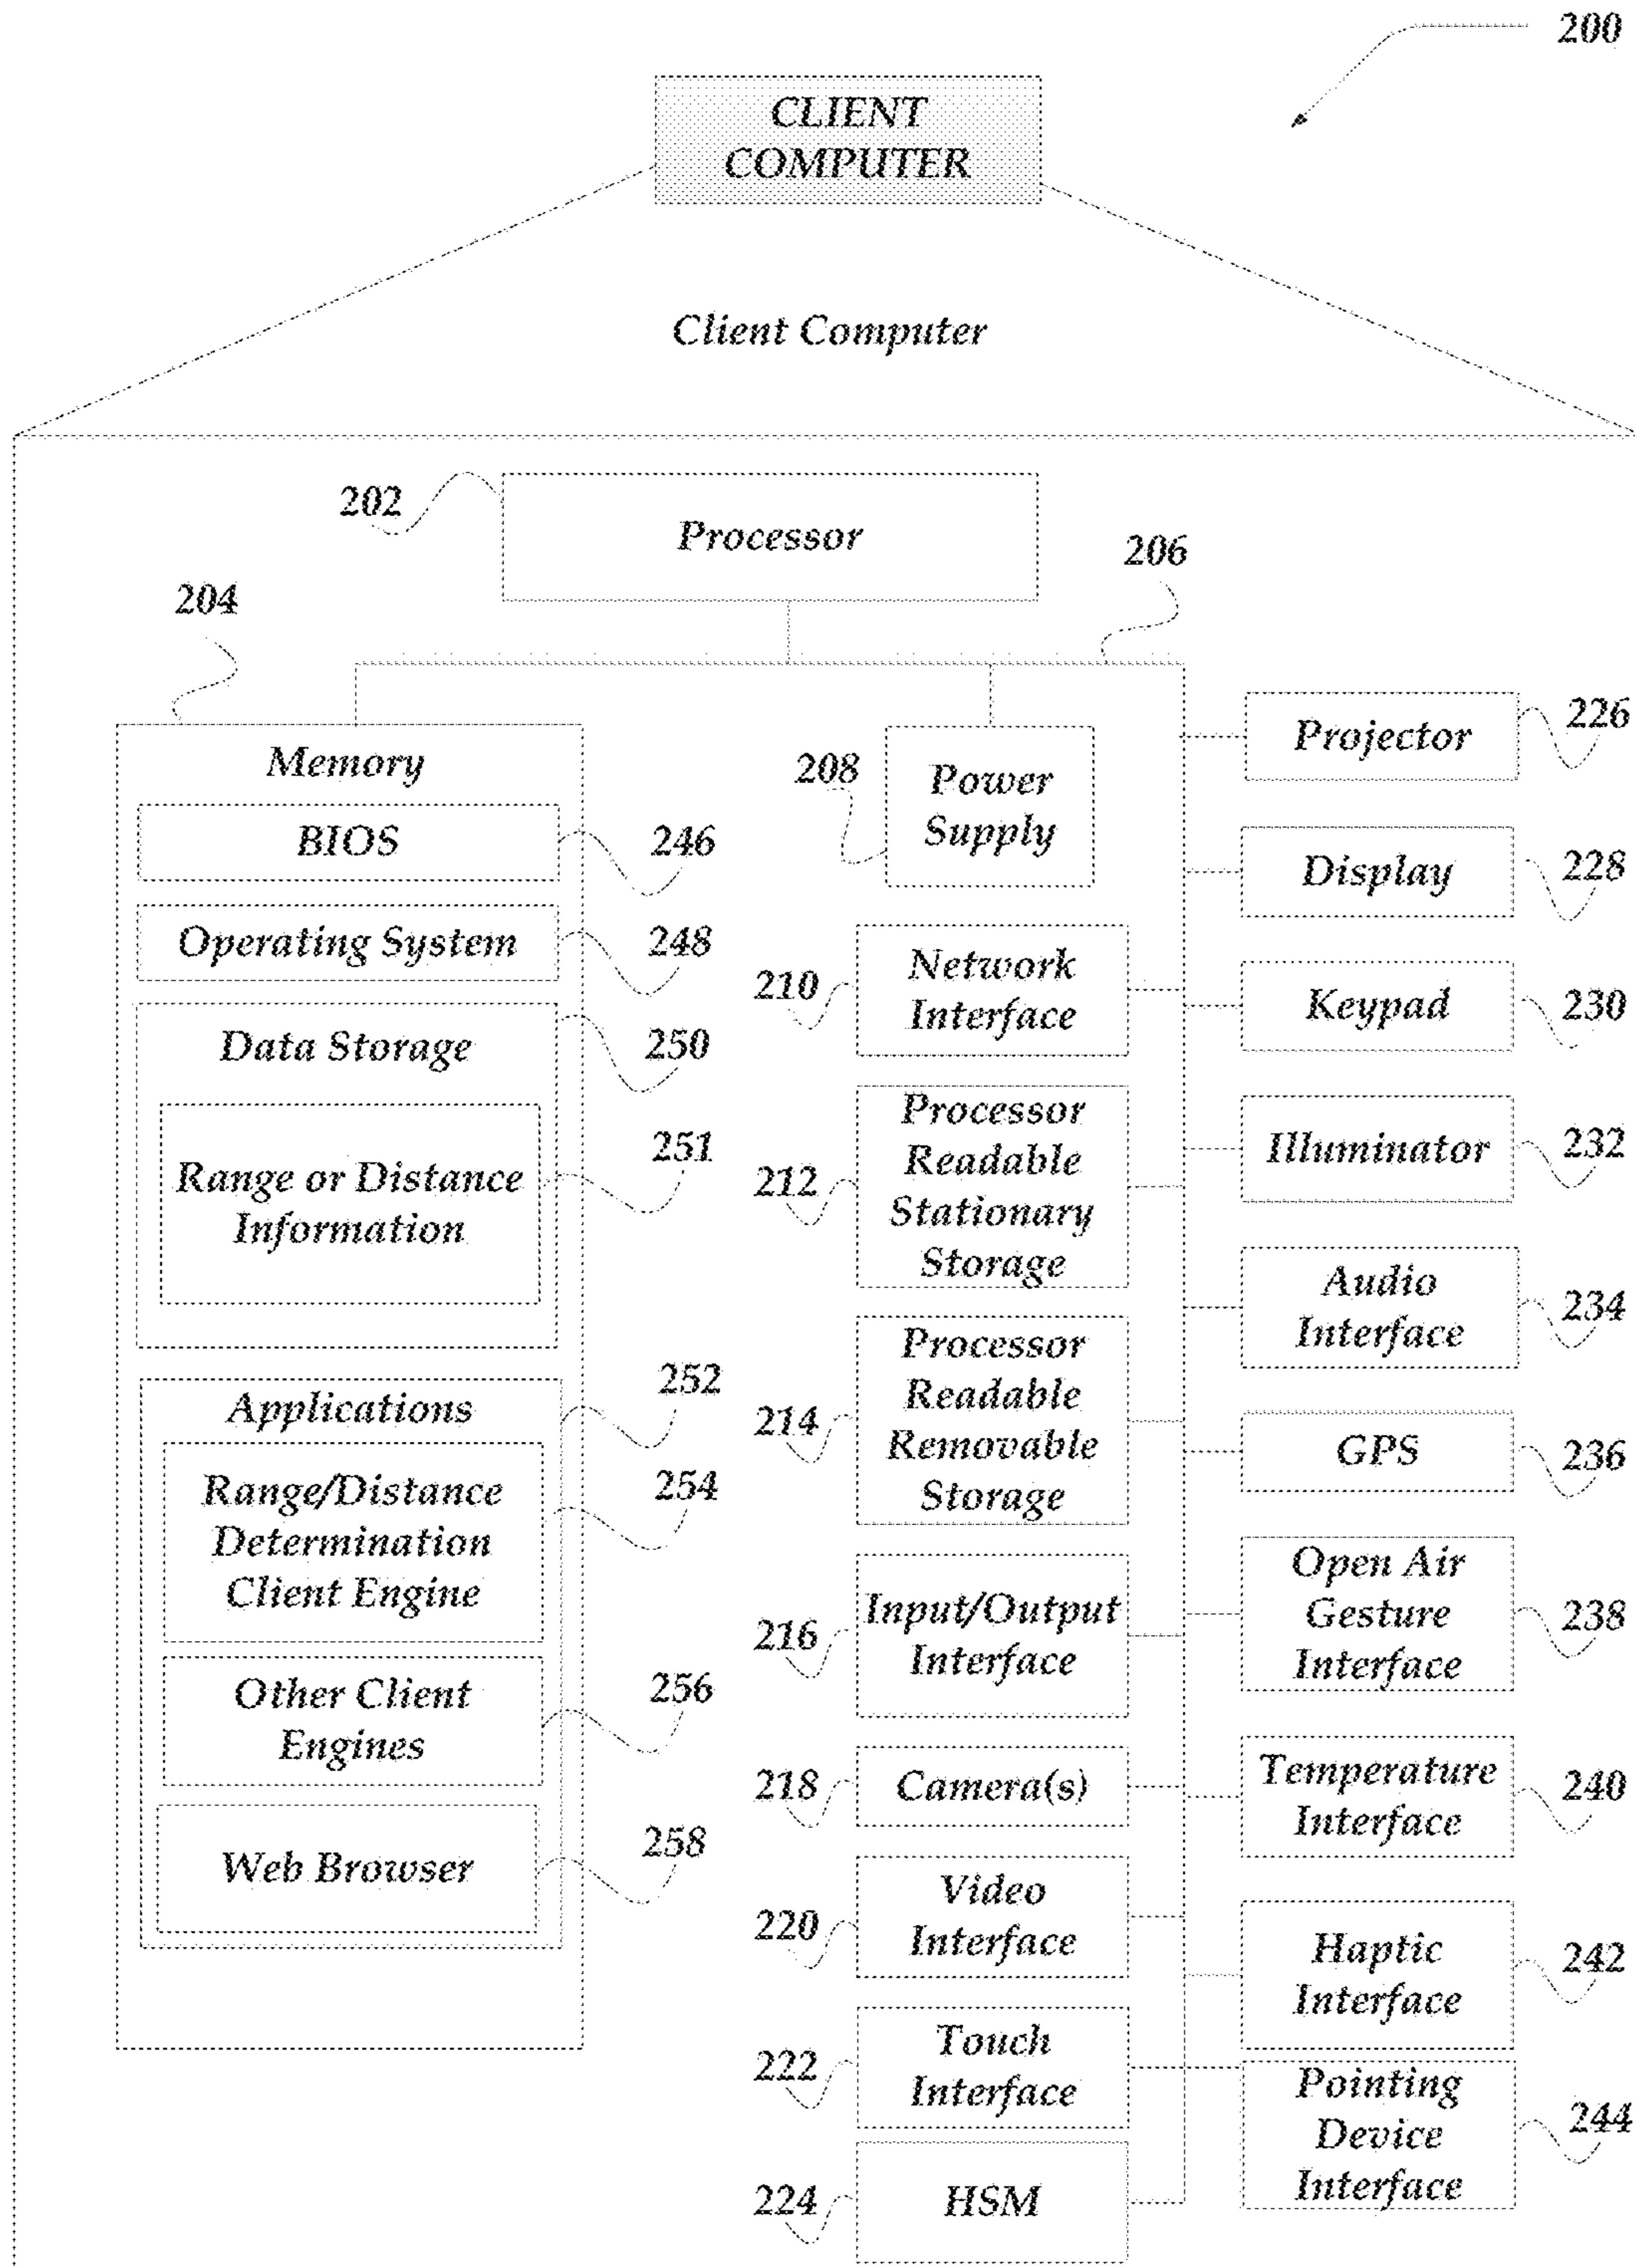 200
CLIENT
COMPUTER
Client Computer
202
Processor
206
204
Memory
BIOS
246
Operating System
248
Data Storage
250
Range or Distance
Information
251
Applications
252
Range/Distance
Determination
Client Engine
254
Other Client
Engines
256
Web Browser
258
208
Power
Supply
210
Network
Interface
212
Processor
Readable
Stationary
Storage
214
Processor
Readable
Removable
Storage
216
Input/Output
Interface
218
Camera(s)
220
Video
Interface
222
Touch
Interface
224
HSM
Projector
226
Display
228
Keypad
230
Illuminator
232
Audio
Interface
234
GPS
236
Open Air
Gesture
Interface
238
Temperature
Interface
240
Haptic
Interface
242
Pointing
Device
Interface
244